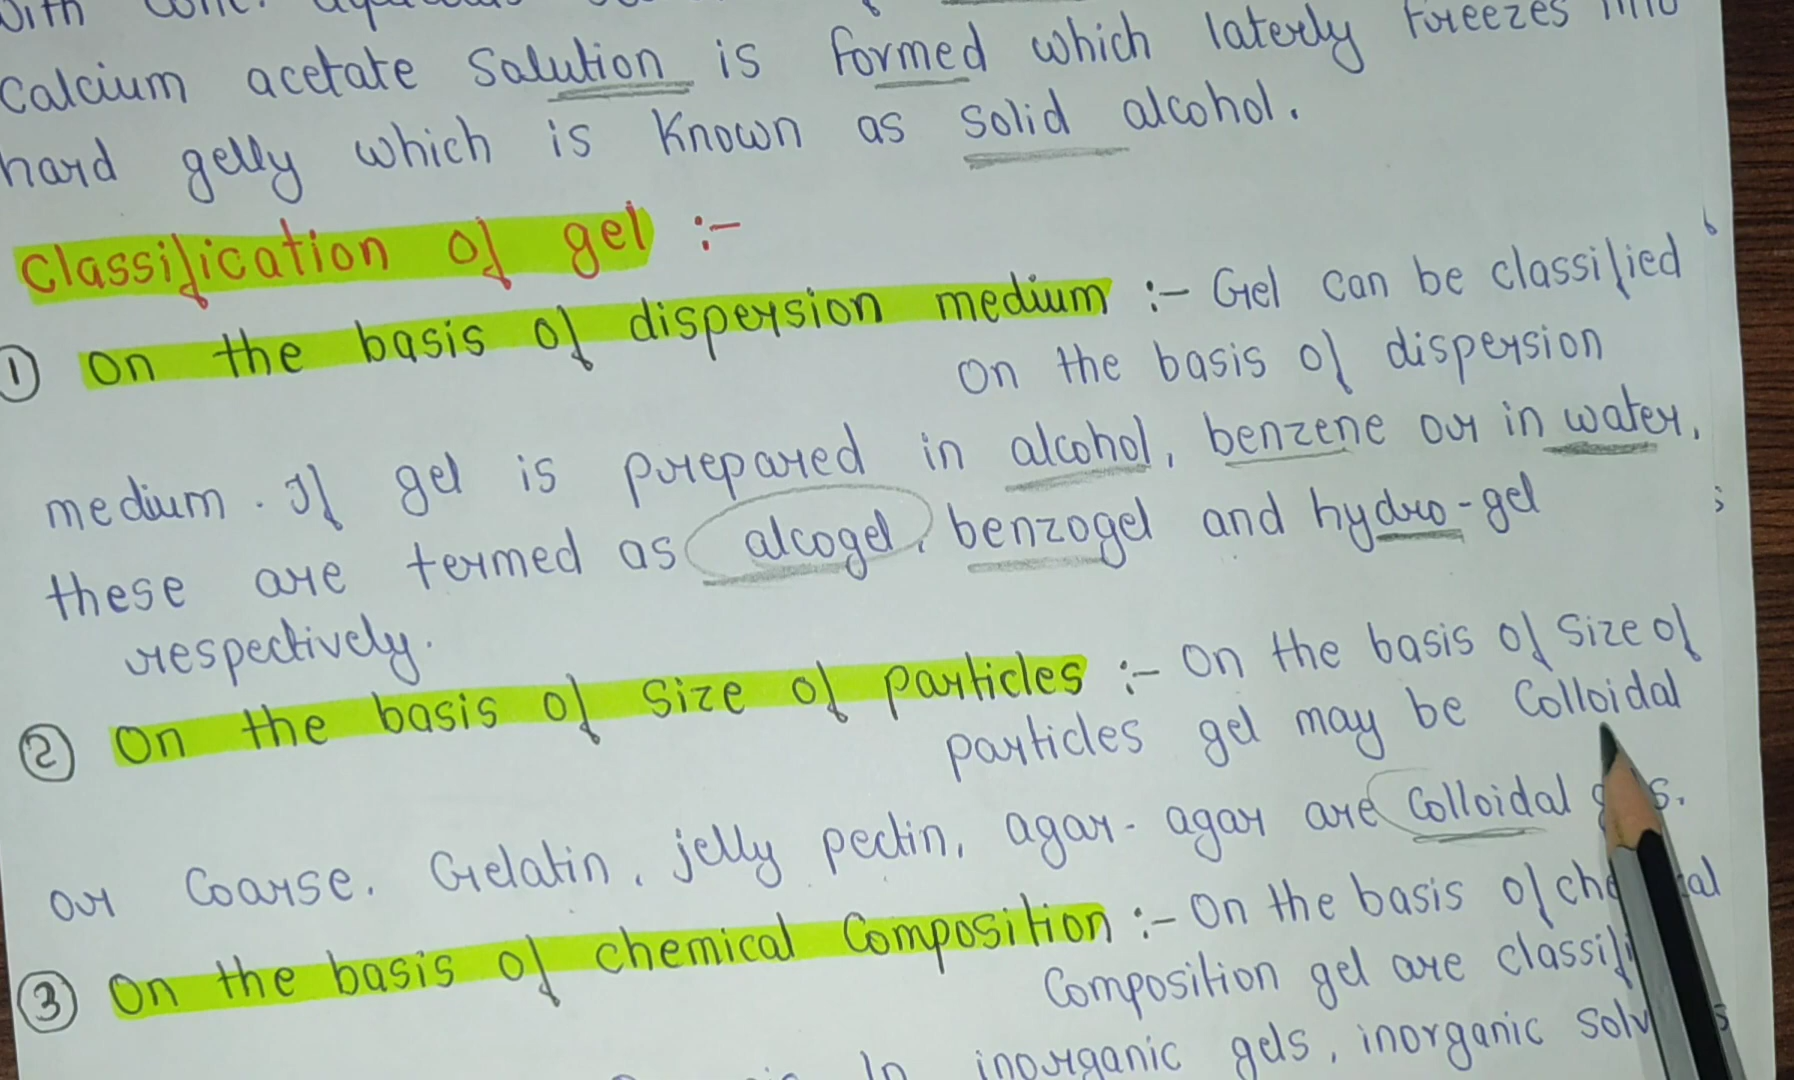 with conc. aqueous
Calcium acetate Solution is formed which laterly freezes into
hard gelly which is Known as Solid alcohol.
Classification of gel :-
① On the basis of dispersion medium :- Gel can be classified
on the basis of dispersion
medium. If gel is prepared in alcohol, benzene or in water,
these are termed as alcogel, benzogel and hydro-gel
respectively.
② On the basis of Size of particles :- On the basis of Size of
particles gel may be Colloidal
or Coarse. Gelatin, jelly pectin, agar-agar are Colloidal
③ On the basis of chemical Composition :- On the basis of
Composition gel are
In inorganic gels, inorganic